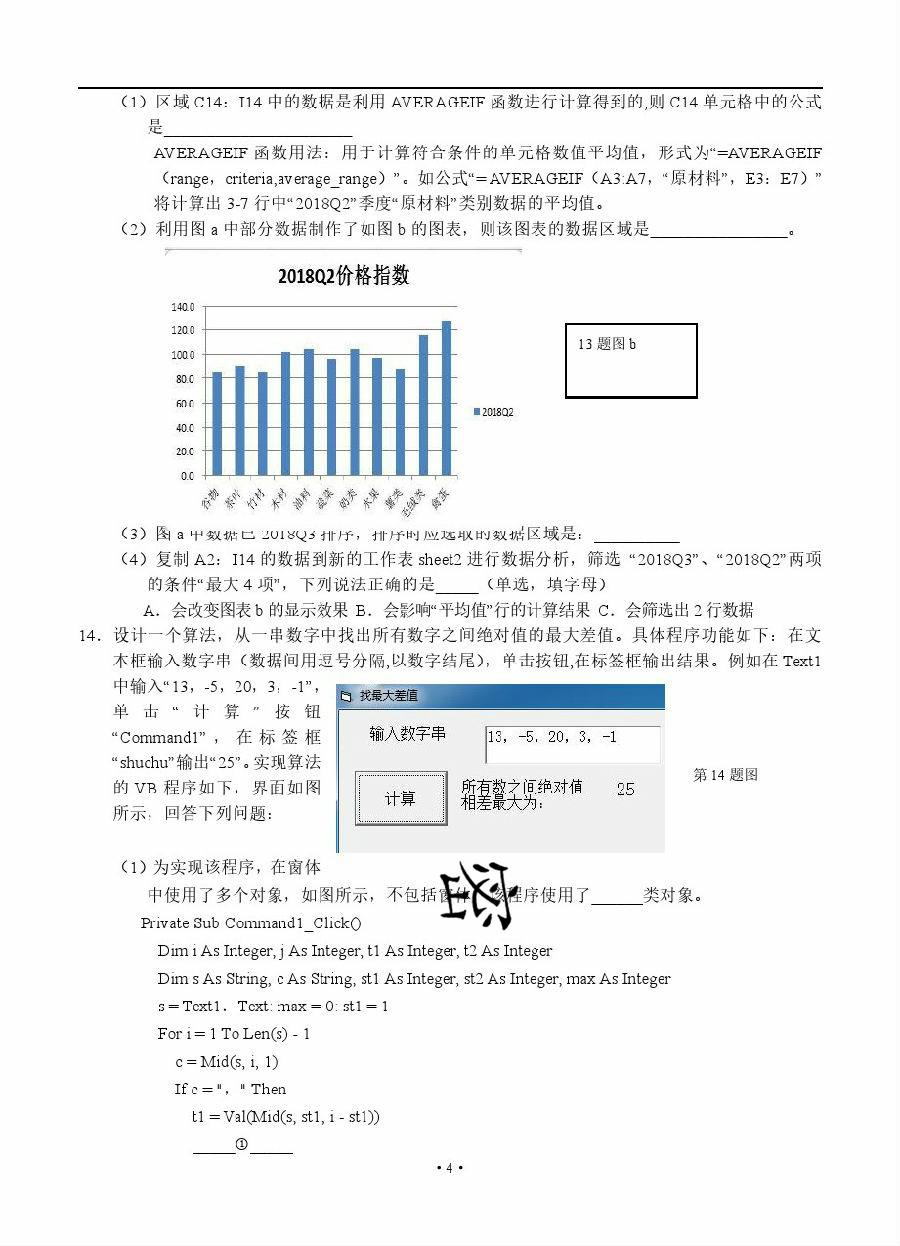 （1）区域 C14：I14 中的数据是利用 AVERAGEIF 函数进行计算得到的,则 C14 单元格中的公式
是______________________
AVERAGEIF 函数用法：用于计算符合条件的单元格数值平均值，形式为“=AVERAGEIF
（range，criteria,average_range）”。如公式“=AVERAGEIF（A3:A7，“原材料”，E3：E7）”
将计算出 3-7 行中“2018Q2”季度“原材料”类别数据的平均值。
（2）利用图 a 中部分数据制作了如图 b 的图表，则该图表的数据区域是________________。
2018Q2价格指数
140.0
120.0
100.0
80.0
60.0
40.0
20.0
0.0
谷物 茶叶 竹材 木材 油料 蔬菜 奶类 水果 薯类 毛绒类 禽蛋
2018Q2
13 题图 b
（3）图 a 中数据已 2018Q3 排序，排序时应选取的数据区域是：__________
（4）复制 A2：I14 的数据到新的工作表 sheet2 进行数据分析，筛选 “2018Q3”、“2018Q2”两项
的条件“最大 4 项”，下列说法正确的是_____（单选，填字母）
A．会改变图表 b 的显示效果 B．会影响“平均值”行的计算结果 C．会筛选出 2 行数据
14．设计一个算法，从一串数字中找出所有数字之间绝对值的最大差值。具体程序功能如下：在文
本框输入数字串（数据间用逗号分隔,以数字结尾），单击按钮,在标签框输出结果。例如在 Text1
中输入“13，-5，20，3，-1”，
单击“计算”按钮
“Command1”，在标签框
“shuchu”输出“25”。实现算法
的 VB 程序如下，界面如图
所示，回答下列问题：
找最大差值
输入数字串
13，-5，20，3，-1
计算
所有数之间绝对值
相差最大为：
25
第 14 题图
（1）为实现该程序，在窗体
中使用了多个对象，如图所示，不包括窗体，该程序使用了______类对象。
密
Private Sub Command1_Click()
Dim i As Integer, j As Integer, t1 As Integer, t2 As Integer
Dim s As String, c As String, st1 As Integer, st2 As Integer, max As Integer
s = Text1．Text: max = 0: st1 = 1
For i = 1 To Len(s) - 1
c = Mid(s, i, 1)
If c = "，" Then
t1 = Val(Mid(s, st1, i - st1))
_____①_____
·4·